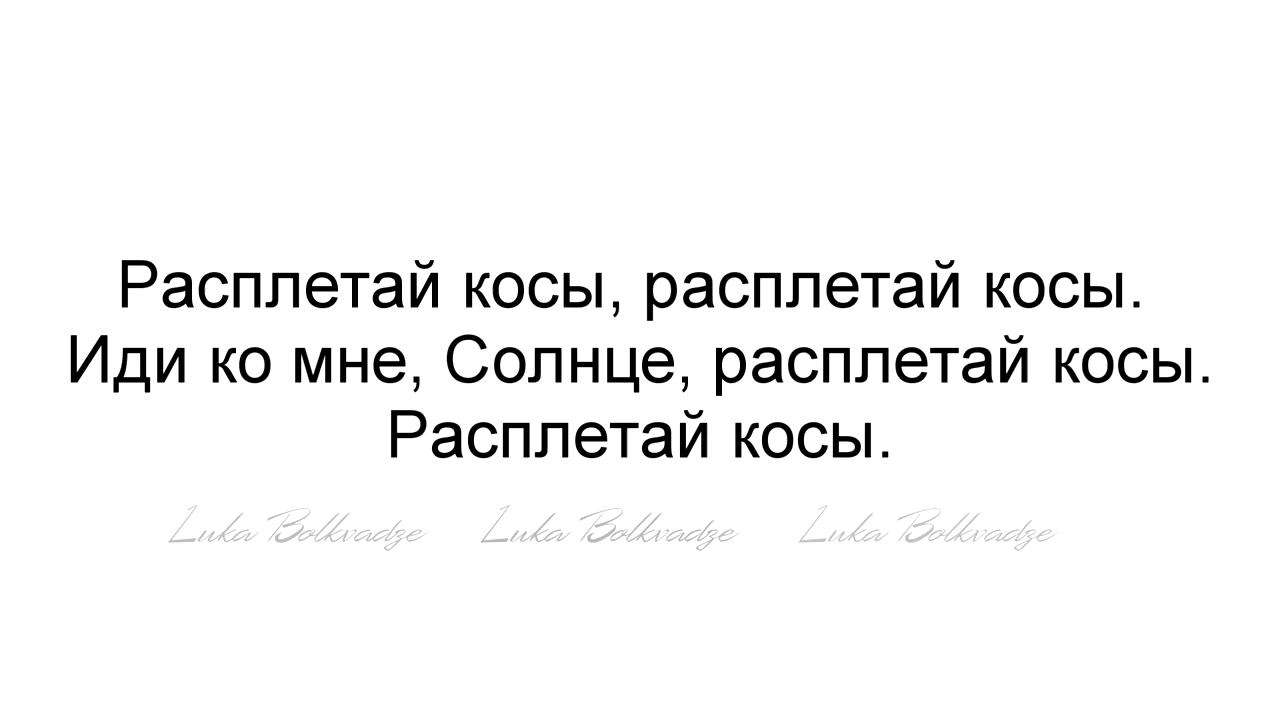 Расплетай косы, расплетай косы.
Иди ко мне, Солнце, расплетай косы.
Расплетай косы.
Luka Bolkvadze Luka Bolkvadze Luka Bolkvadze